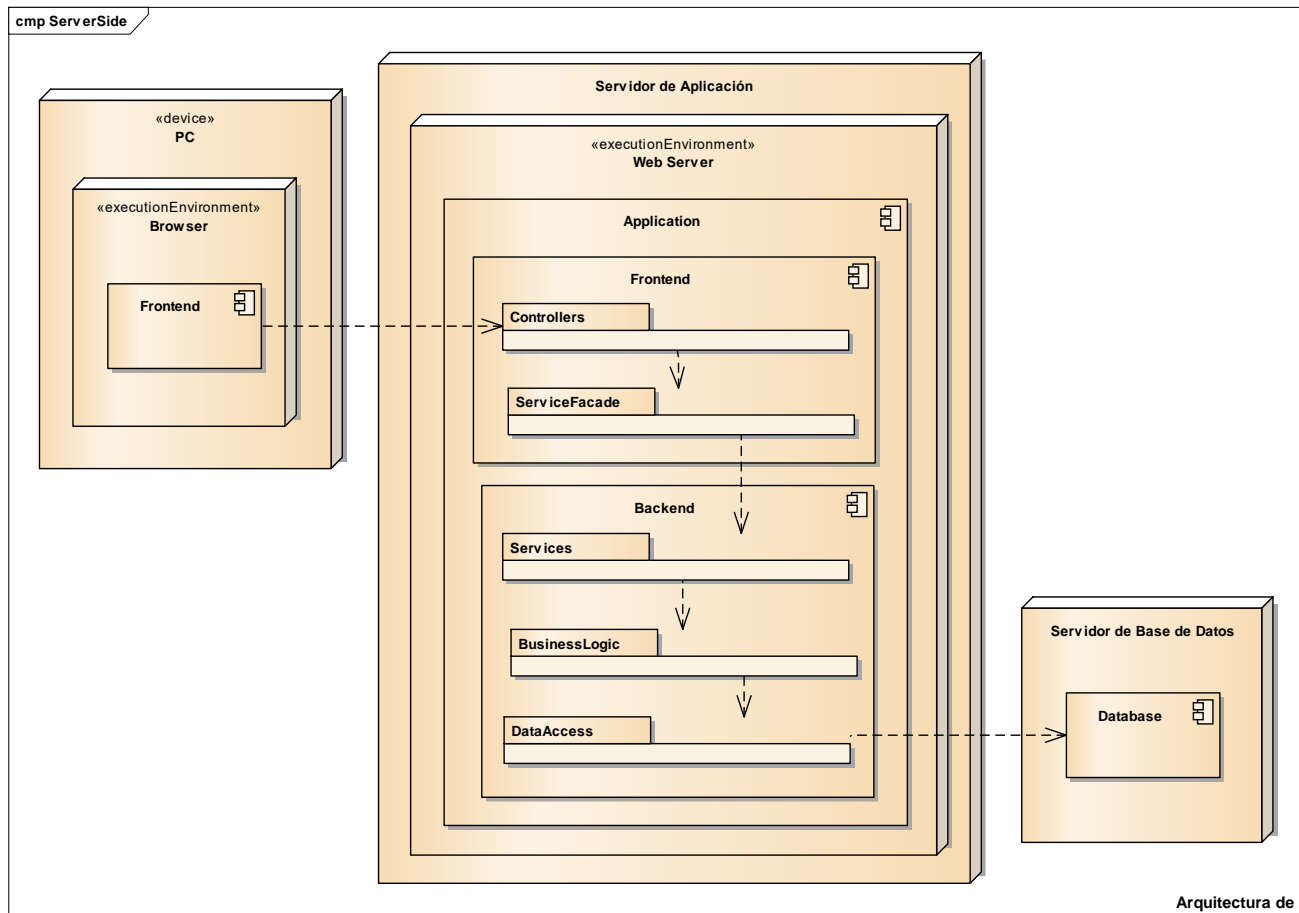 cmp ServerSide
«device»
PC
«executionEnvironment»
Browser
Frontend
Servidor de Aplicación
«executionEnvironment»
Web Server
Application
Frontend
Controllers
ServiceFacade
Backend
Services
BusinessLogic
DataAccess
Servidor de Base de Datos
Database
Arquitectura de